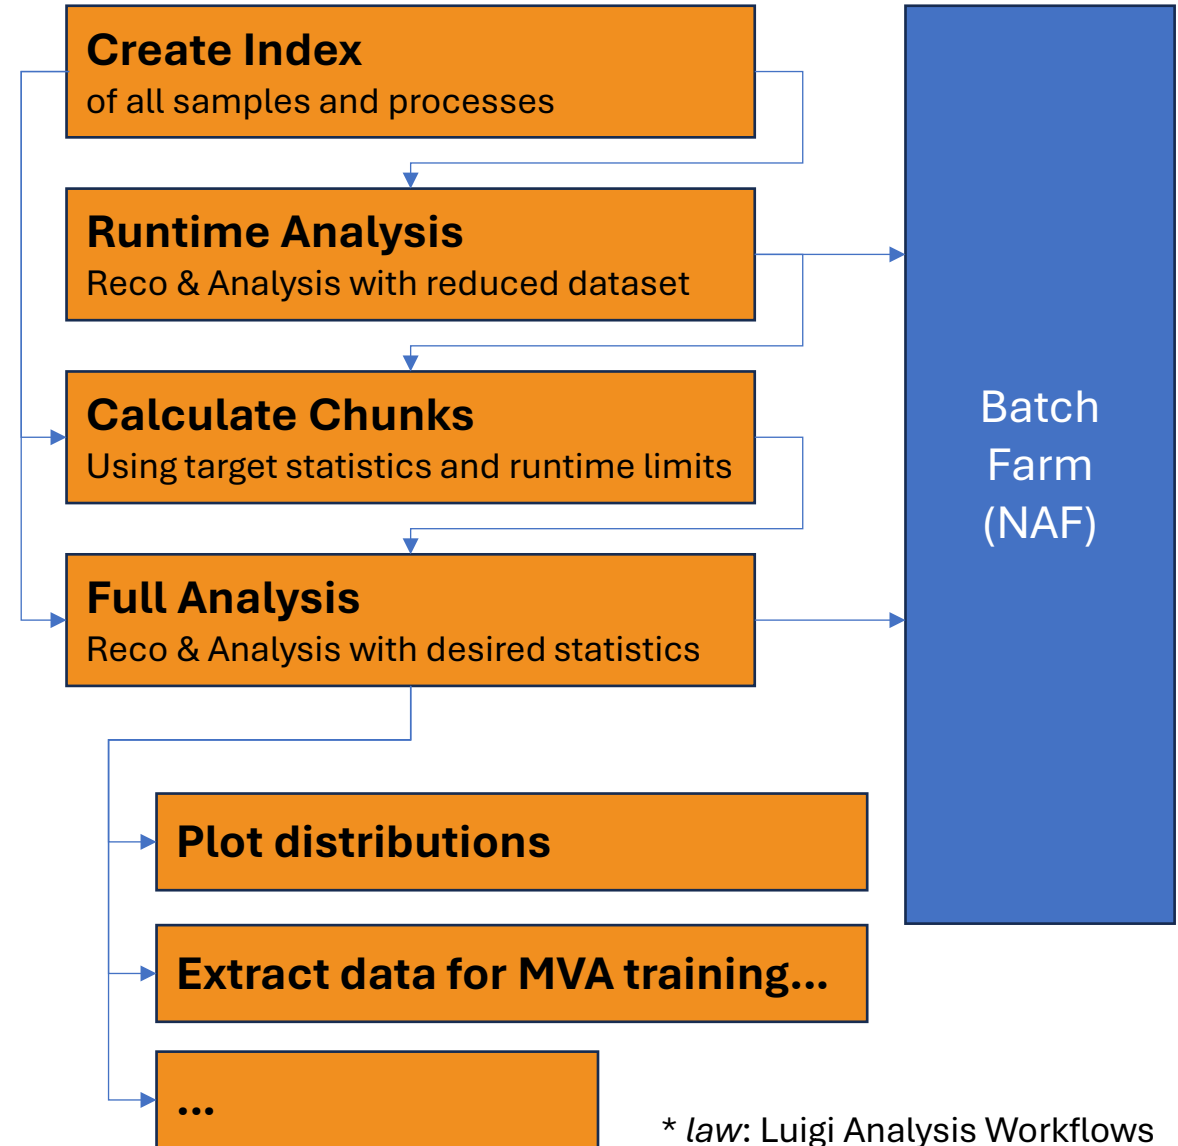 Create Index
of all samples and processes
Runtime Analysis
Reco & Analysis with reduced dataset
Calculate Chunks
Using target statistics and runtime limits
Full Analysis
Reco & Analysis with desired statistics
Batch
Farm
(NAF)
Plot distributions
Extract data for MVA training...
...
* law: Luigi Analysis Workflows